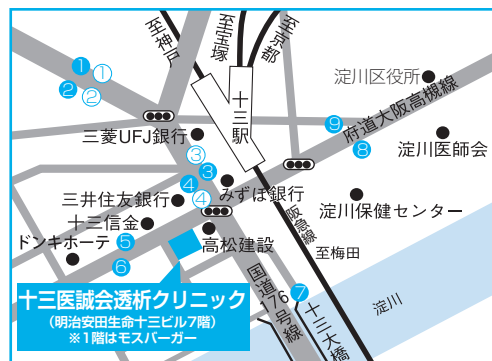 至神戸
至宝塚
至京都
① ①
② ②
十三駅
淀川区役所
府道大阪高槻線
⑨
⑧
淀川医師会
三菱UFJ銀行
③
③
④
④
みずほ銀行
三井住友銀行
十三信金
ドンキホーテ
⑤
⑥
高松建設
阪急線
至梅田
淀川保健センター
国道176号線
⑦
十三大橋
淀川
十三医誠会透析クリニック
(明治安田生命十三ビル7階)
※1階はモスバーガー